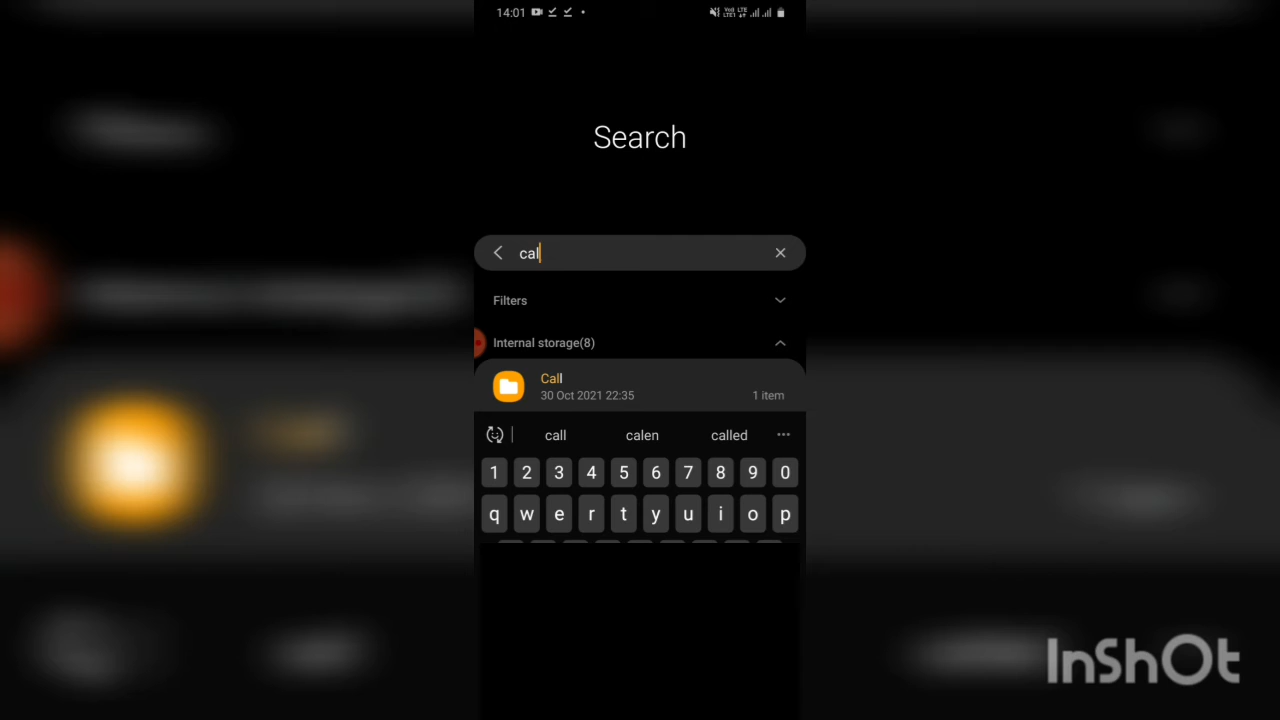 14:01
Search
cal
Filters
Internal storage(8)
Call
30 Oct 2021 22:35
1 item
call calen called
1 2 3 4 5 6 7 8 9 0
q w e r t y u i o p
InShOt